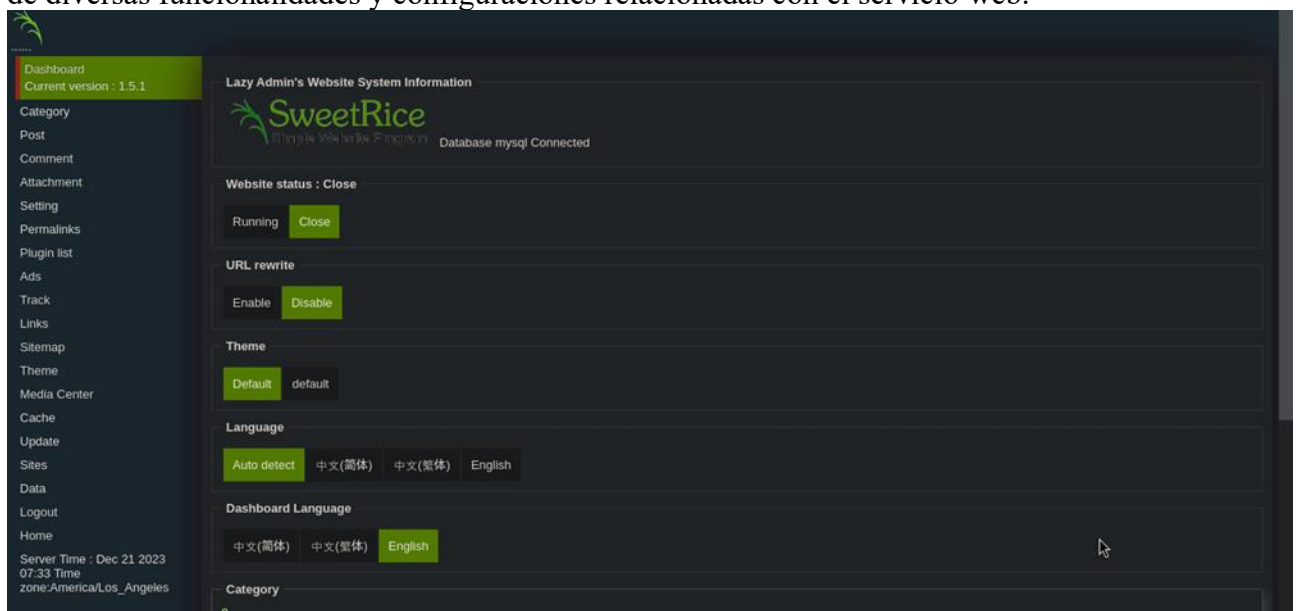 de diversas funcionalidades y configuraciones relacionadas con el servicio web.
Dashboard
Current version : 1.5.1
Category
Post
Comment
Attachment
Setting
Permalinks
Plugin list
Ads
Track
Links
Sitemap
Theme
Media Center
Cache
Update
Sites
Data
Logout
Home
Server Time : Dec 21 2023
07:33 Time
zone:America/Los_Angeles
Lazy Admin's Website System Information
SweetRice
Simple Website Program Database mysql Connected
Website status : Close
Running Close
URL rewrite
Enable Disable
Theme
Default default
Language
Auto detect 中文(简体) 中文(繁体) English
Dashboard Language
中文(简体) 中文(繁体) English
Category